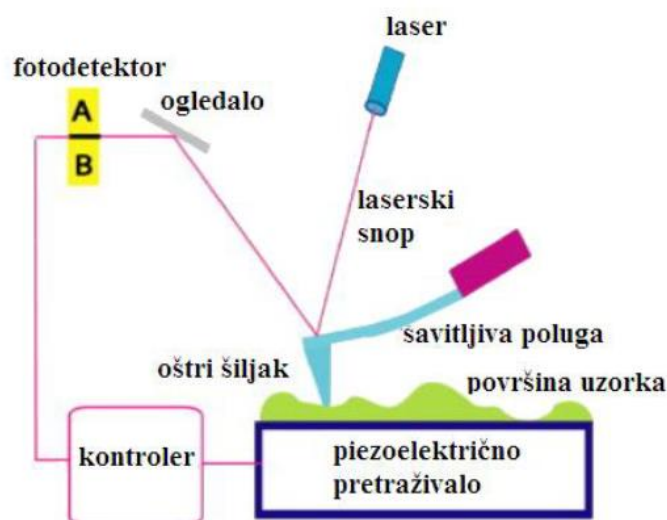 laser
fotodetektor
A
B
ogledalo
laserski
snop
savitljiva poluga
oštri šiljak
površina uzorka
kontroler
piezoelektrično
pretraživalo